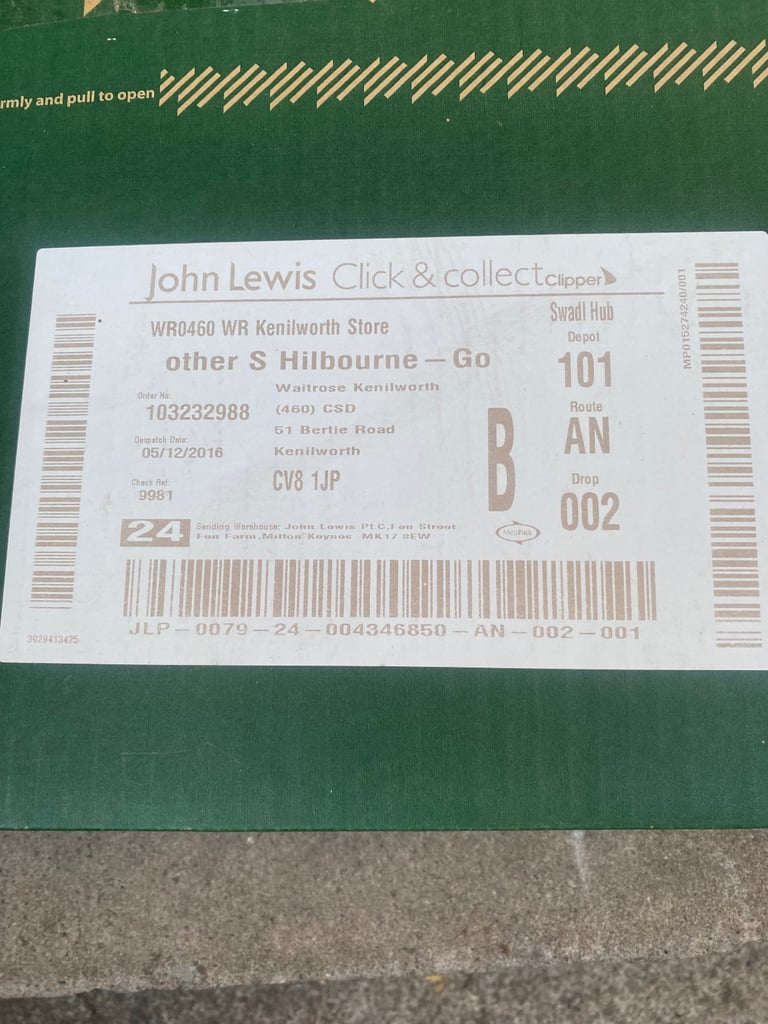 rmly and pull to open
John Lewis Click & collect Clipper
WR0460 WR Kenilworth Store
other S Hilbourne – Go
Order No:
103232988
Despatch Date:
05/12/2016
Check Ref:
9981
Waitrose Kenilworth
(460) CSD
51 Bertie Road
Kenilworth
CV8 1JP
B
Swadl Hub
Depot
101
Route
AN
Drop
002
24
Sending Warehouse: John Lewis PLC,Fen Street
Fen Farm,Milton Keynes MK17 8EW
MetaPack
JLP-0079-24-004346850-AN-002-001
3629413425
MP015274240/001